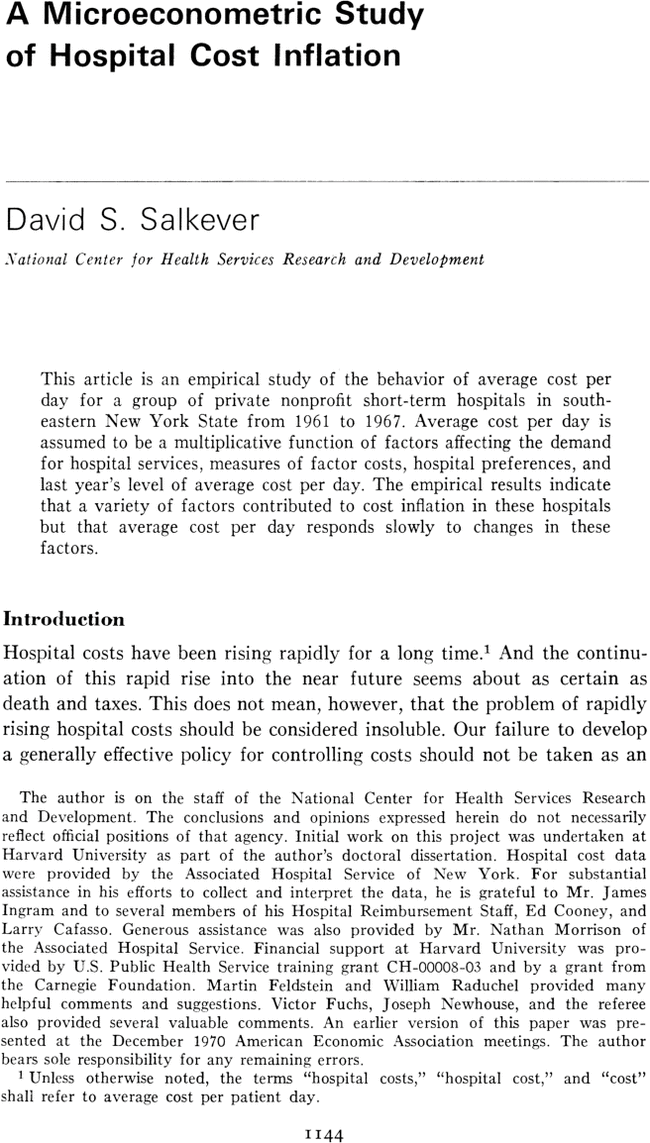 A Microeconometric Study
of Hospital Cost Inflation
David S. Salkever
National Center for Health Services Research and Development
This article is an empirical study of the behavior of average cost per
day for a group of private nonprofit short-term hospitals in south-
eastern New York State from 1961 to 1967. Average cost per day is
assumed to be a multiplicative function of factors affecting the demand
for hospital services, measures of factor costs, hospital preferences, and
last year's level of average cost per day. The empirical results indicate
that a variety of factors contributed to cost inflation in these hospitals
but that average cost per day responds slowly to changes in these
factors.
Introduction
Hospital costs have been rising rapidly for a long time.¹ And the continu-
ation of this rapid rise into the near future seems about as certain as
death and taxes. This does not mean, however, that the problem of rapidly
rising hospital costs should be considered insoluble. Our failure to develop
a generally effective policy for controlling costs should not be taken as an
The author is on the staff of the National Center for Health Services Research
and Development. The conclusions and opinions expressed herein do not necessarily
reflect official positions of that agency. Initial work on this project was undertaken at
Harvard University as part of the author's doctoral dissertation. Hospital cost data
were provided by the Associated Hospital Service of New York. For substantial
assistance in his efforts to collect and interpret the data, he is grateful to Mr. James
Ingram and to several members of his Hospital Reimbursement Staff, Ed Cooney, and
Larry Cafasso. Generous assistance was also provided by Mr. Nathan Morrison of
the Associated Hospital Service. Financial support at Harvard University was pro-
vided by U.S. Public Health Service training grant CH-00008-03 and by a grant from
the Carnegie Foundation. Martin Feldstein and William Raduchel provided many
helpful comments and suggestions. Victor Fuchs, Joseph Newhouse, and the referee
also provided several valuable comments. An earlier version of this paper was pre-
sented at the December 1970 American Economic Association meetings. The author
bears sole responsibility for any remaining errors.
¹ Unless otherwise noted, the terms "hospital costs," "hospital cost," and "cost"
shall refer to average cost per patient day.
1144